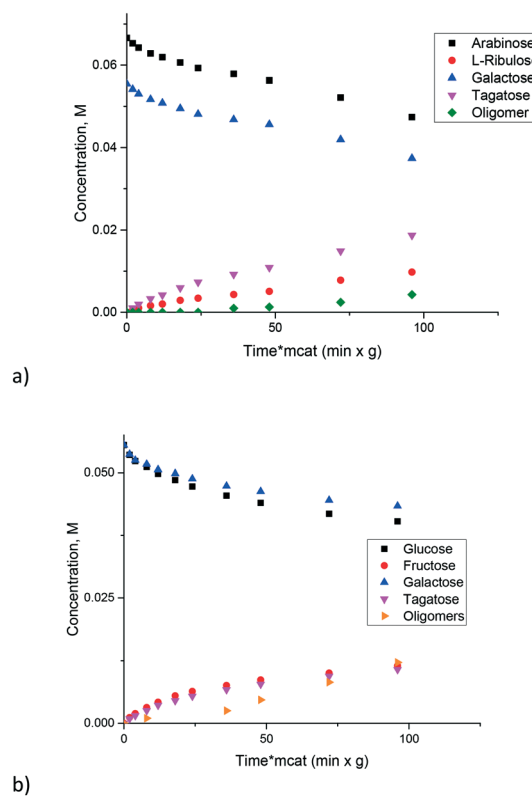 Arabinose
L-Ribulose
Galactose
Tagatose
Oligomer
0.06
0.04
0.02
0.00
Concentration, M
0
50
100
Time*mcat (min x g)
a)
0.050
0.025
0.000
Concentration, M
Glucose
Fructose
Galactose
Tagatose
Oligomers
0
50
100
Time*mcat (min x g)
b)